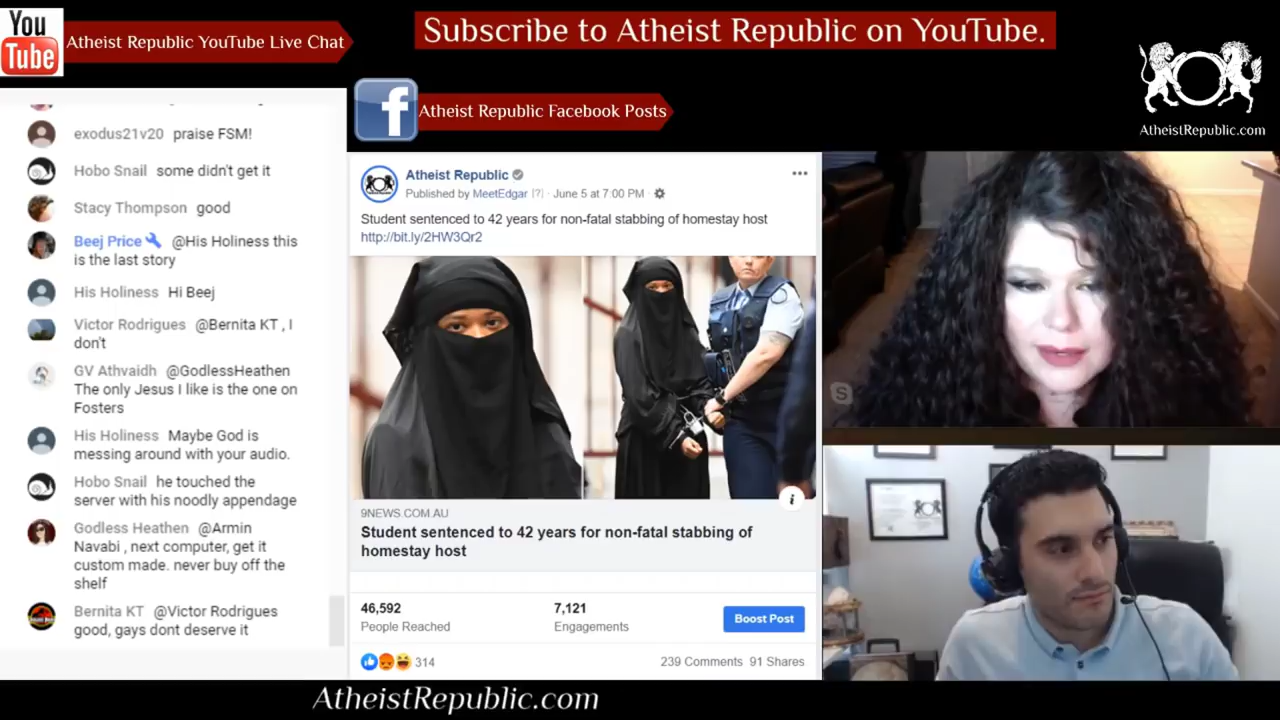 You
Tube
Atheist Republic YouTube Live Chat
Subscribe to Atheist Republic on YouTube.
AtheistRepublic.com
f
Atheist Republic Facebook Posts
exodus21v20 praise FSM!
Hobo Snail some didn't get it
Stacy Thompson good
Beej Price @His Holiness this
is the last story
His Holiness Hi Beej
Victor Rodrigues @Bernita KT , I
don't
GV Athvaidh @GodlessHeathen
The only Jesus I like is the one on
Fosters
His Holiness Maybe God is
messing around with your audio.
Hobo Snail he touched the
server with his noodly appendage
Godless Heathen @Armin
Navabi , next computer, get it
custom made. never buy off the
shelf
Bernita KT @Victor Rodrigues
good, gays dont deserve it
Atheist Republic
Published by MeetEdgar [?] · June 5 at 7:00 PM ·
Student sentenced to 42 years for non-fatal stabbing of homestay host
http://bit.ly/2HW3Qr2
i
9NEWS.COM.AU
Student sentenced to 42 years for non-fatal stabbing of
homestay host
46,592
People Reached
7,121
Engagements
Boost Post
314
239 Comments 91 Shares
S
AtheistRepublic.com